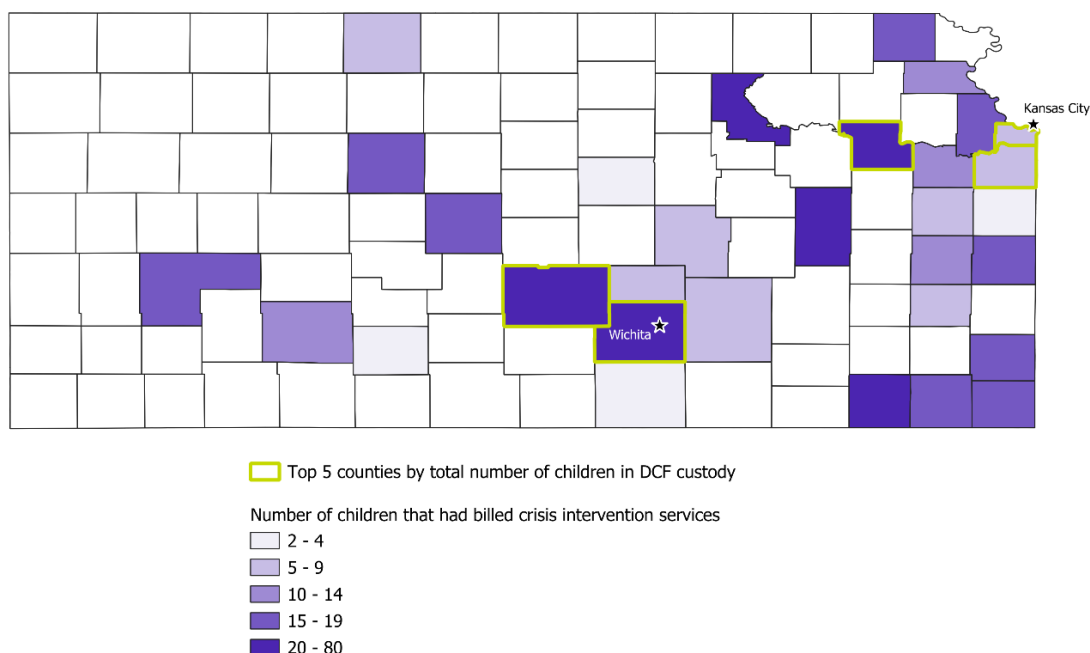 Kansas City
Wichita
Top 5 counties by total number of children in DCF custody
Number of children that had billed crisis intervention services
2 - 4
5 - 9
10 - 14
15 - 19
20 - 80